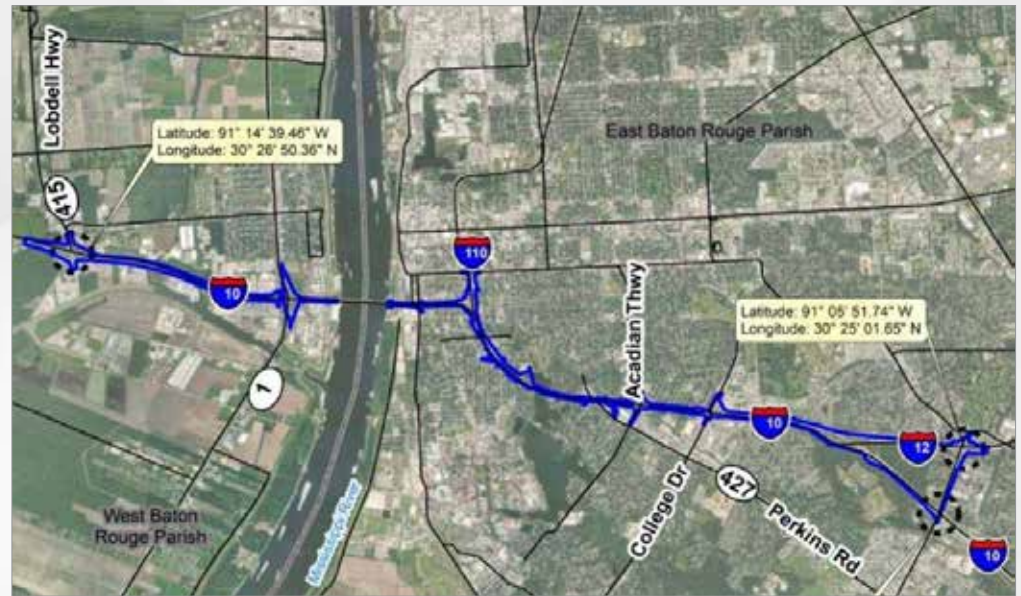 Lobdell Hwy
Latitude: 91° 14' 39.46" W
Longitude: 30° 26' 50.36" N
East Baton Rouge Parish
415
110
10
Acadian Thwy
Latitude: 91° 05' 51.74" W
Longitude: 30° 25' 01.65" N
1
10
12
427
College Dr
Perkins Rd
West Baton
Rouge Parish
Mississippi River
10